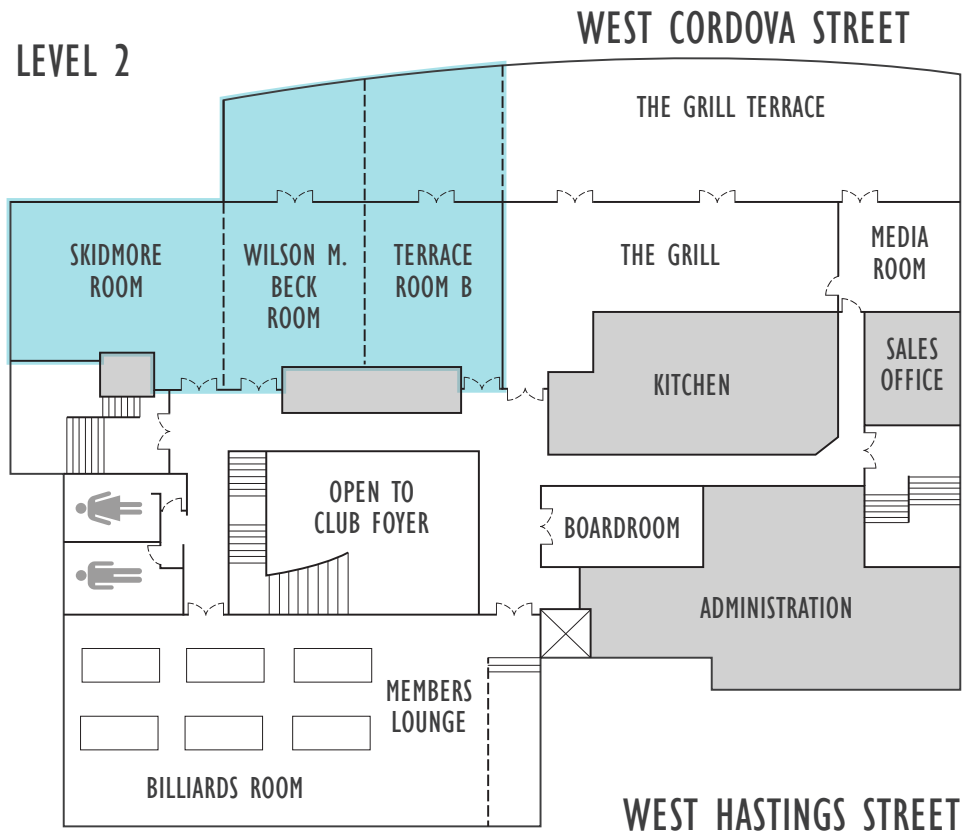 WEST CORDOVA STREET
LEVEL 2
THE GRILL TERRACE
SKIDMORE
ROOM
WILSON M.
BECK
ROOM
TERRACE
ROOM B
THE GRILL
MEDIA
ROOM
KITCHEN
SALES
OFFICE
OPEN TO
CLUB FOYER
BOARDROOM
ADMINISTRATION
MEMBERS
LOUNGE
BILLIARDS ROOM
WEST HASTINGS STREET